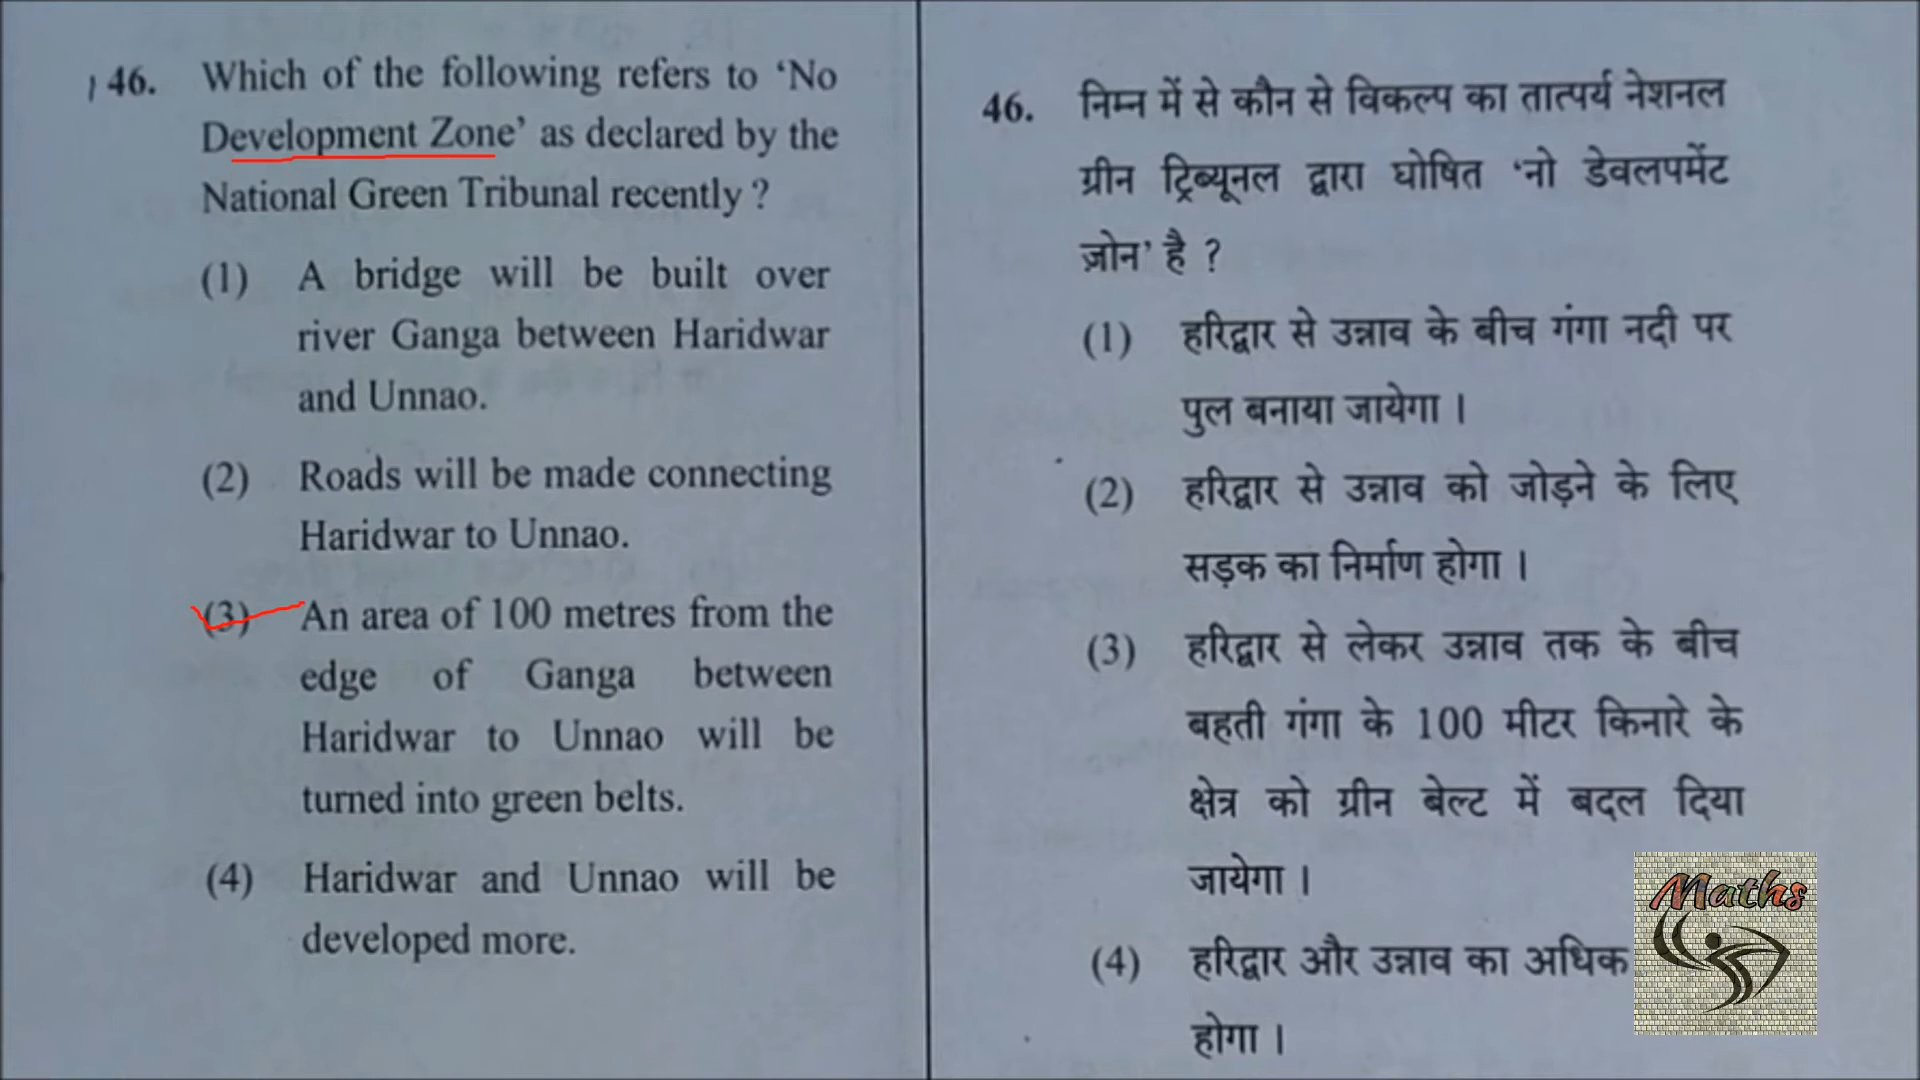 46. Which of the following refers to ‘No
Development Zone’ as declared by the
National Green Tribunal recently ?
(1) A bridge will be built over
river Ganga between Haridwar
and Unnao.
(2) Roads will be made connecting
Haridwar to Unnao.
(3) An area of 100 metres from the
edge of Ganga between
Haridwar to Unnao will be
turned into green belts.
(4) Haridwar and Unnao will be
developed more.
46. निम्न में से कौन से विकल्प का तात्पर्य नेशनल
ग्रीन ट्रिब्यूनल द्वारा घोषित ‘नो डेवलपमेंट
ज़ोन’ है ?
(1) हरिद्वार से उन्नाव के बीच गंगा नदी पर
पुल बनाया जायेगा ।
(2) हरिद्वार से उन्नाव को जोड़ने के लिए
सड़क का निर्माण होगा ।
(3) हरिद्वार से लेकर उन्नाव तक के बीच
बहती गंगा के 100 मीटर किनारे के
क्षेत्र को ग्रीन बेल्ट में बदल दिया
जायेगा ।
(4) हरिद्वार और उन्नाव का अधिक
होगा ।
Maths